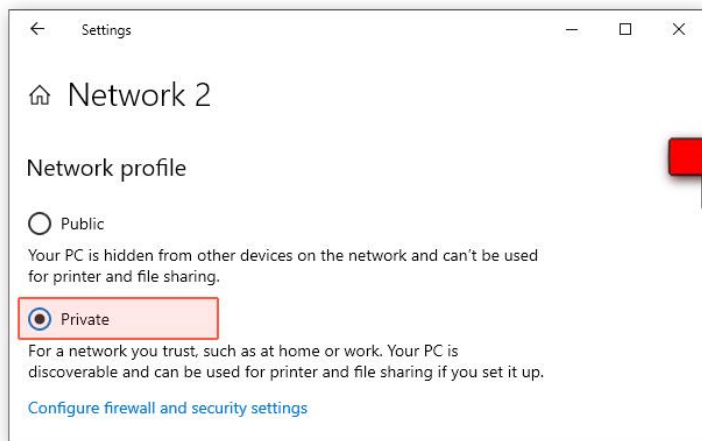 Settings
Network 2
Network profile
Public
Your PC is hidden from other devices on the network and can't be used
for printer and file sharing.
Private
For a network you trust, such as at home or work. Your PC is
discoverable and can be used for printer and file sharing if you set it up.
Configure firewall and security settings